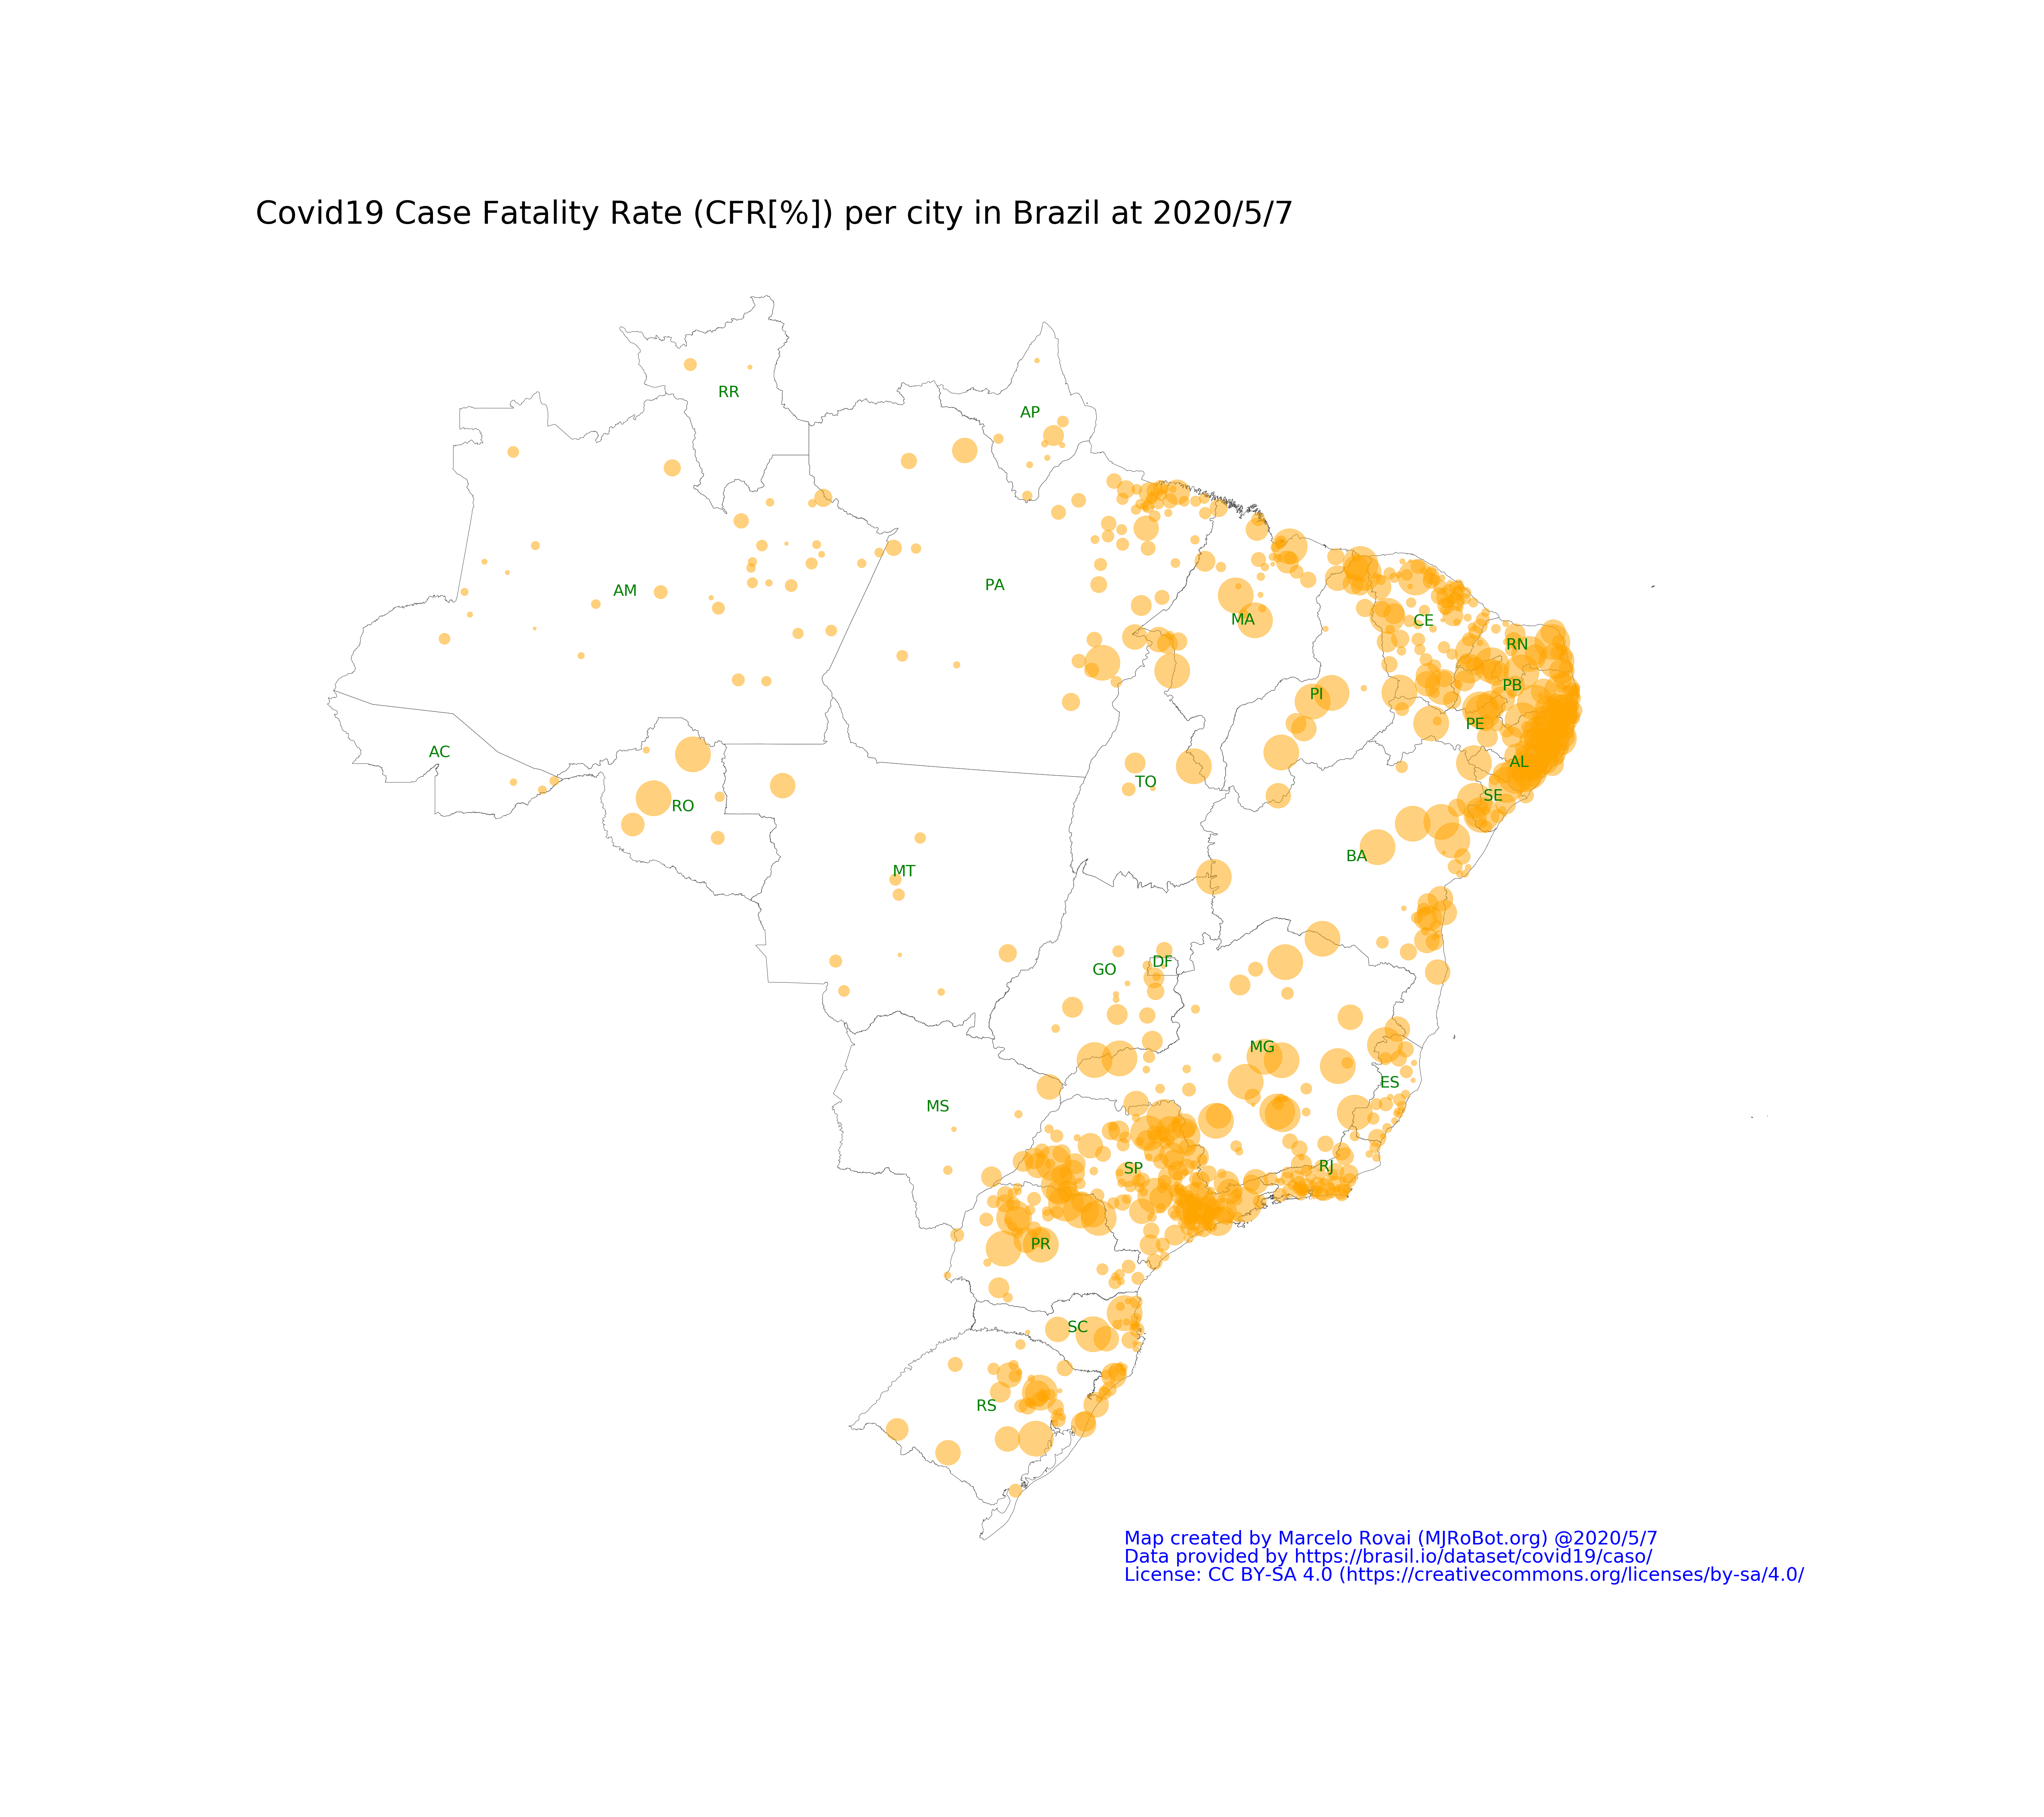 Covid19 Case Fatality Rate (CFR[%]) per city in Brazil at 2020/5/7
RR
AP
AM
PA
MA
CE
RN
PI
PB
PE
AC
AL
TO
SE
RO
BA
MT
DF
GO
MG
ES
MS
SP
RJ
PR
SC
RS
Map created by Marcelo Rovai (MJRoBot.org) @2020/5/7
Data provided by https://brasil.io/dataset/covid19/caso/
License: CC BY-SA 4.0 (https://creativecommons.org/licenses/by-sa/4.0/